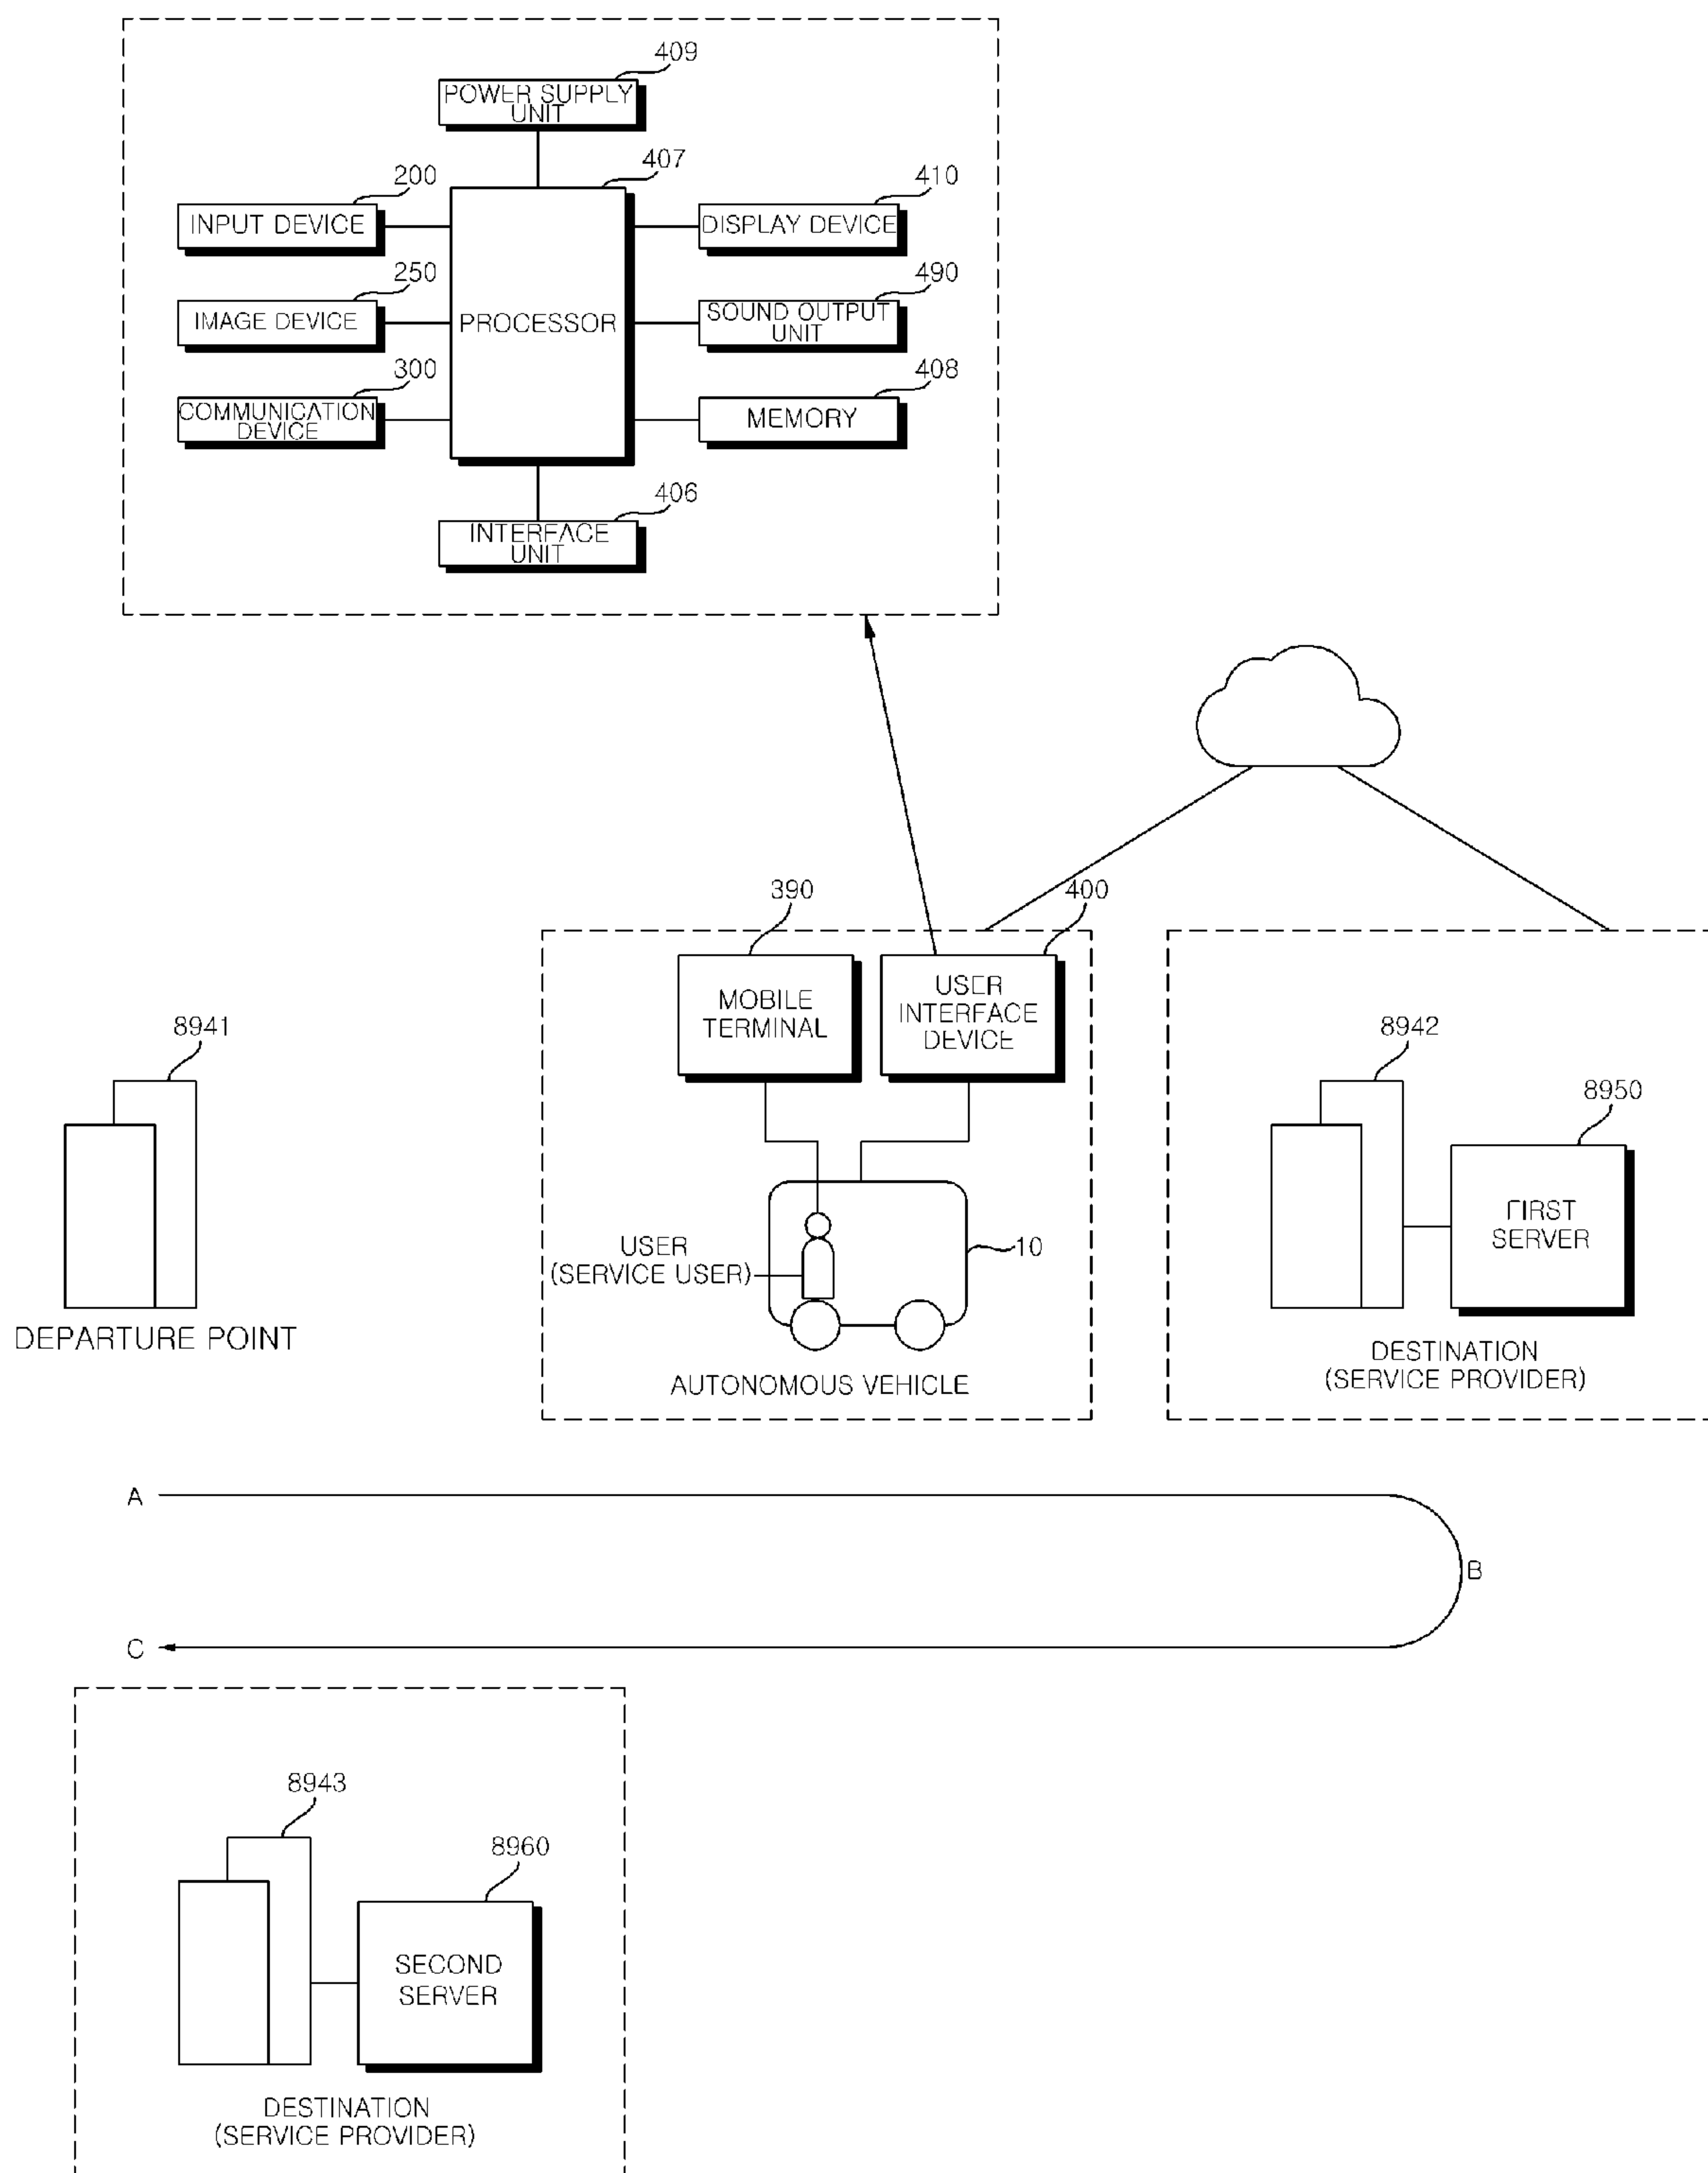 409
POWER SUPPLY
UNIT
407
200
410
INPUT DEVICE
DISPLAY DEVICE
250
490
IMAGE DEVICE
PROCESSOR
SOUND OUTPUT
UNIT
300
408
COMMUNICATION
DEVICE
MEMORY
406
INTERFACE
UNIT
390
400
MOBILE
TERMINAL
USER
INTERFACE
DEVICE
8941
8942
8950
FIRST
SERVER
USER
(SERVICE USER)
10
DEPARTURE POINT
AUTONOMOUS VEHICLE
DESTINATION
(SERVICE PROVIDER)
A
B
C
8943
8960
SECOND
SERVER
DESTINATION
(SERVICE PROVIDER)